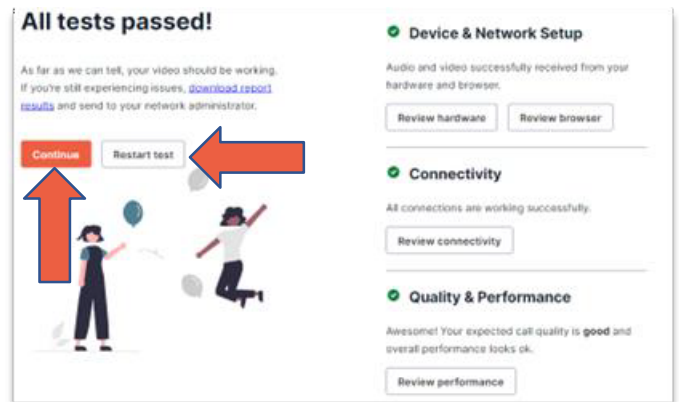 All tests passed!
As far as we can tell, your video should be working.
If you're still experiencing issues, download report
results and send to your network administrator.
Continue
Restart test
Device & Network Setup
Audio and video successfully received from your
hardware and browser.
Review hardware
Review browser
Connectivity
All connections are working successfully.
Review connectivity
Quality & Performance
Awesome! Your expected call quality is good and
overall performance looks ok.
Review performance